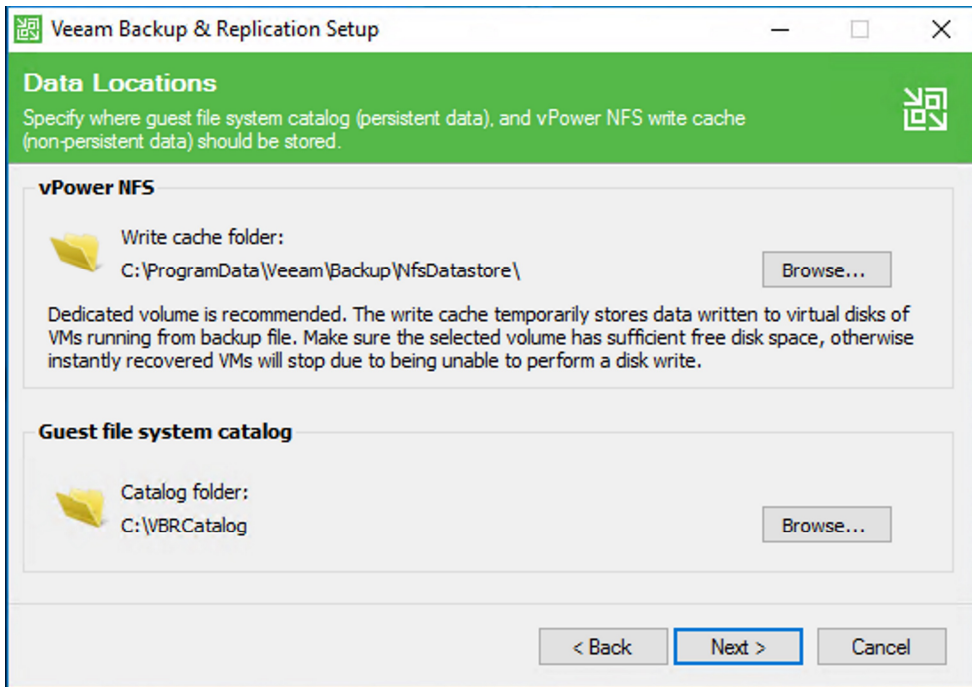 Veeam Backup & Replication Setup
Data Locations
Specify where guest file system catalog (persistent data), and vPower NFS write cache
(non-persistent data) should be stored.
vPower NFS
Write cache folder:
C:\ProgramData\Veeam\Backup\NfsDatastore\
Browse...
Dedicated volume is recommended. The write cache temporarily stores data written to virtual disks of
VMs running from backup file. Make sure the selected volume has sufficient free disk space, otherwise
instantly recovered VMs will stop due to being unable to perform a disk write.
Guest file system catalog
Catalog folder:
C:\VBRCatalog
Browse...
< Back
Next >
Cancel